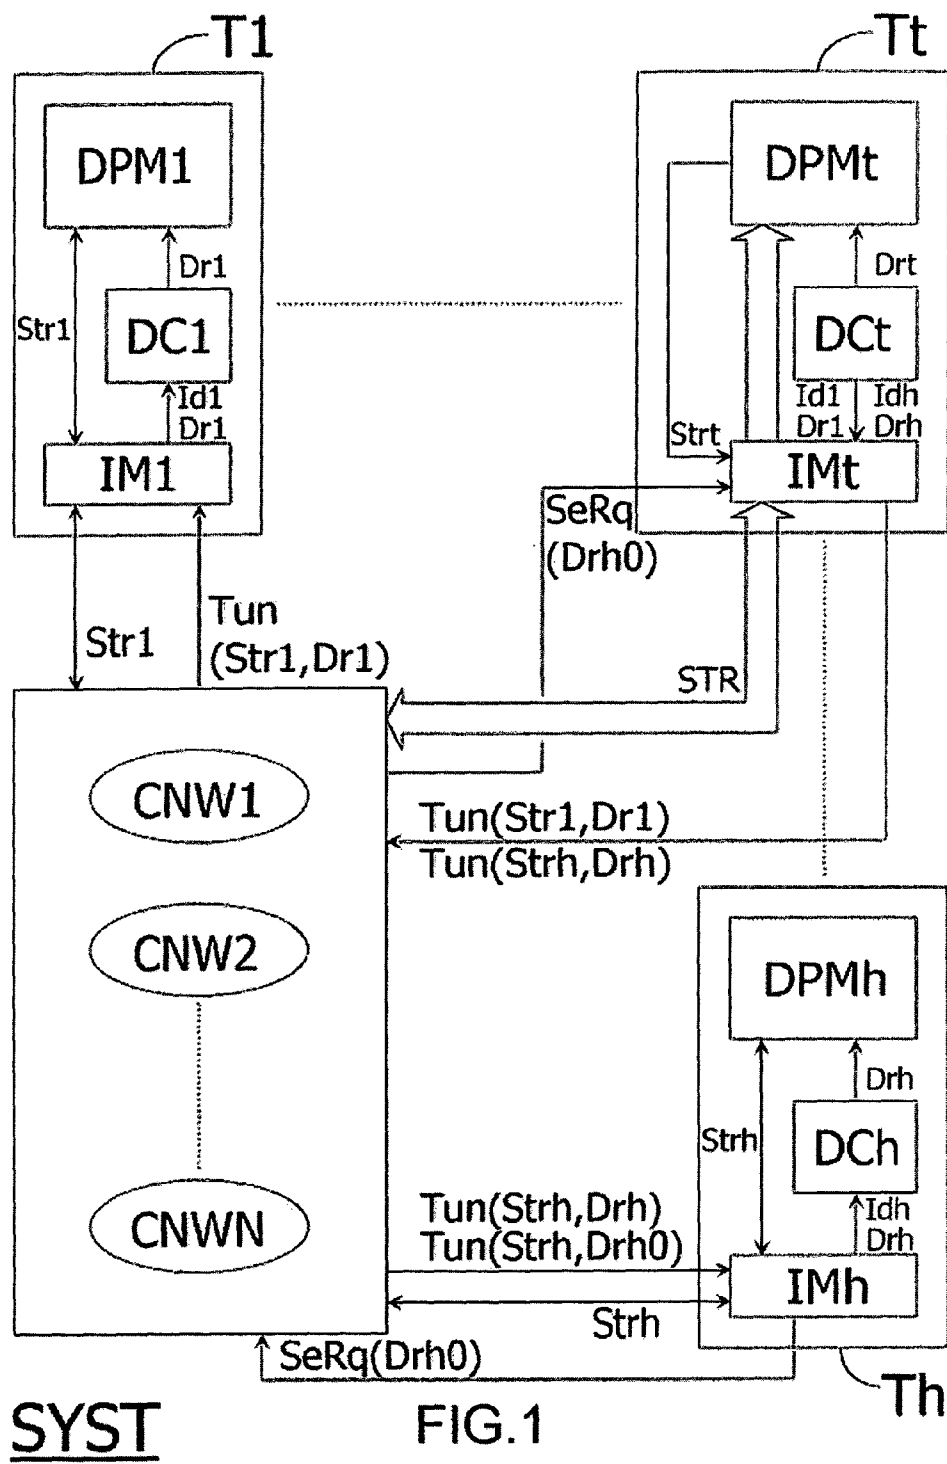 T1
DPM1
Dr1
Str1
DC1
Id1
Dr1
IM1
Str1
Tun
(Str1,Dr1)
Tt
DPMt
Drt
DCt
Id1
Idh
Dr1
Drh
Strt
IMt
SeRq
(Drh0)
STR
CNW1
Tun(Str1,Dr1)
Tun(Strh,Drh)
CNW2
CNWN
DPMh
Drh
Strh
DCh
Idh
Drh
IMh
Tun(Strh,Drh)
Tun(Strh,Drh0)
Strh
SeRq(Drh0)
Th
SYST
FIG.1